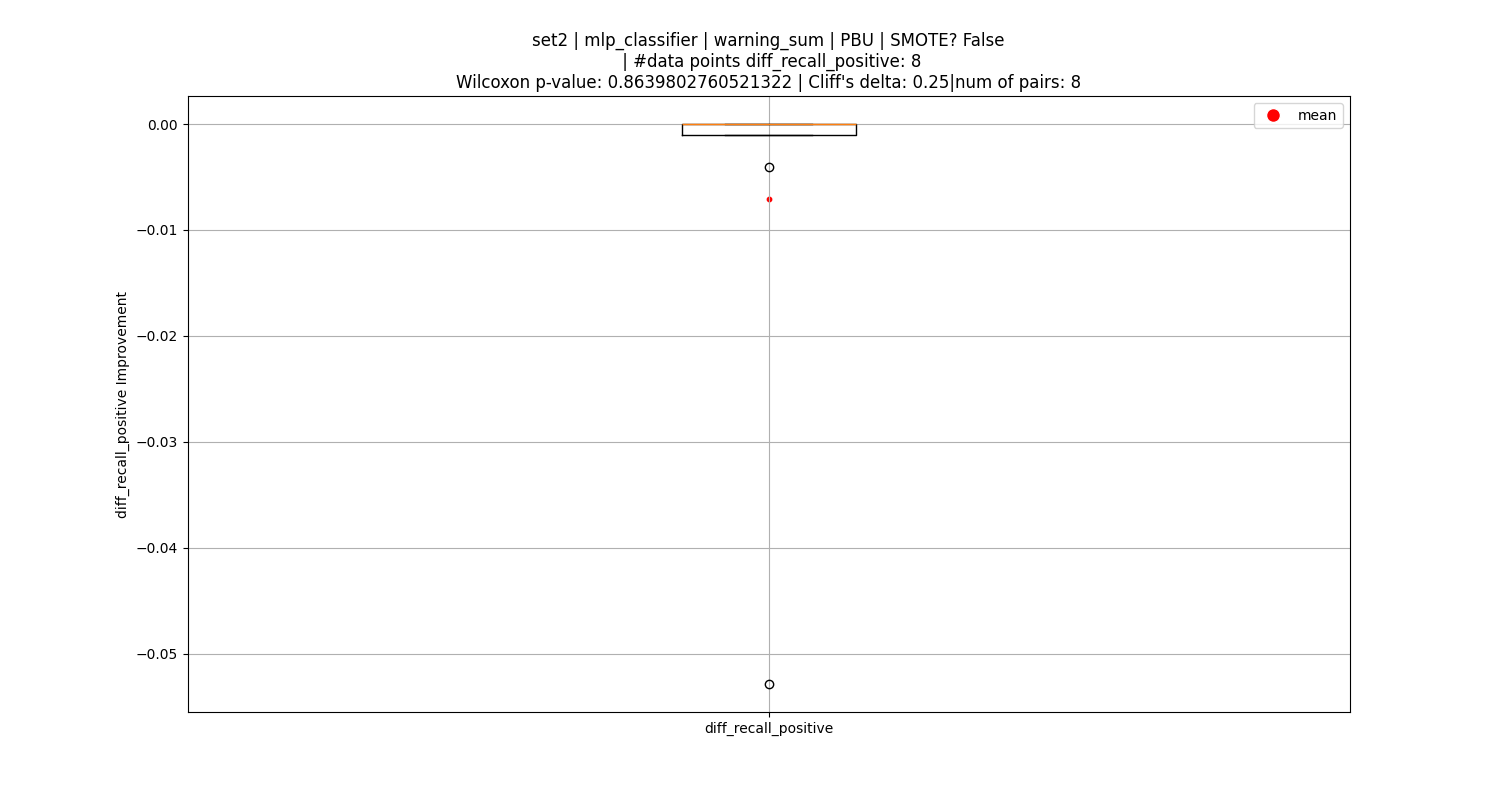 set2 | mlp_classifier | warning_sum | PBU | SMOTE? False
| #data points diff_recall_positive: 8
Wilcoxon p-value: 0.8639802760521322 | Cliff's delta: 0.25|num of pairs: 8
mean
0.00
−0.01
−0.02
−0.03
−0.04
−0.05
diff_recall_positive Improvement
diff_recall_positive